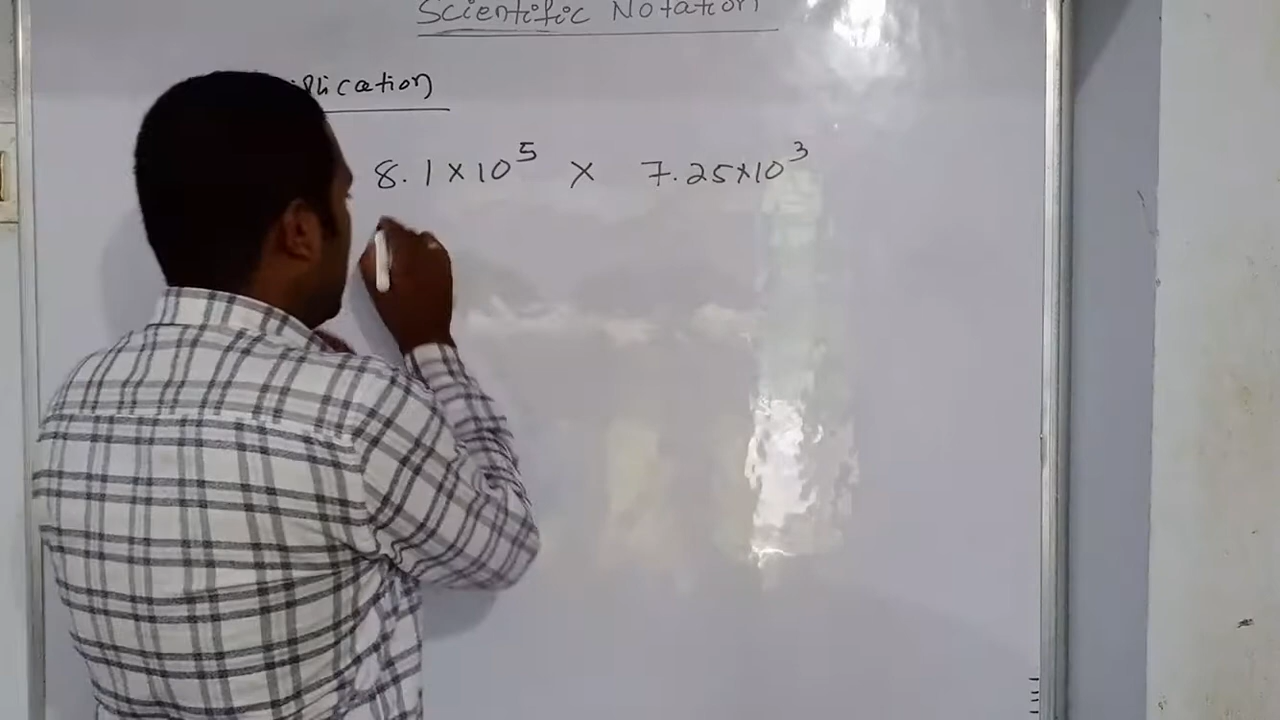 Scientific Notation
plication
8.1×10⁵ × 7.25×10³